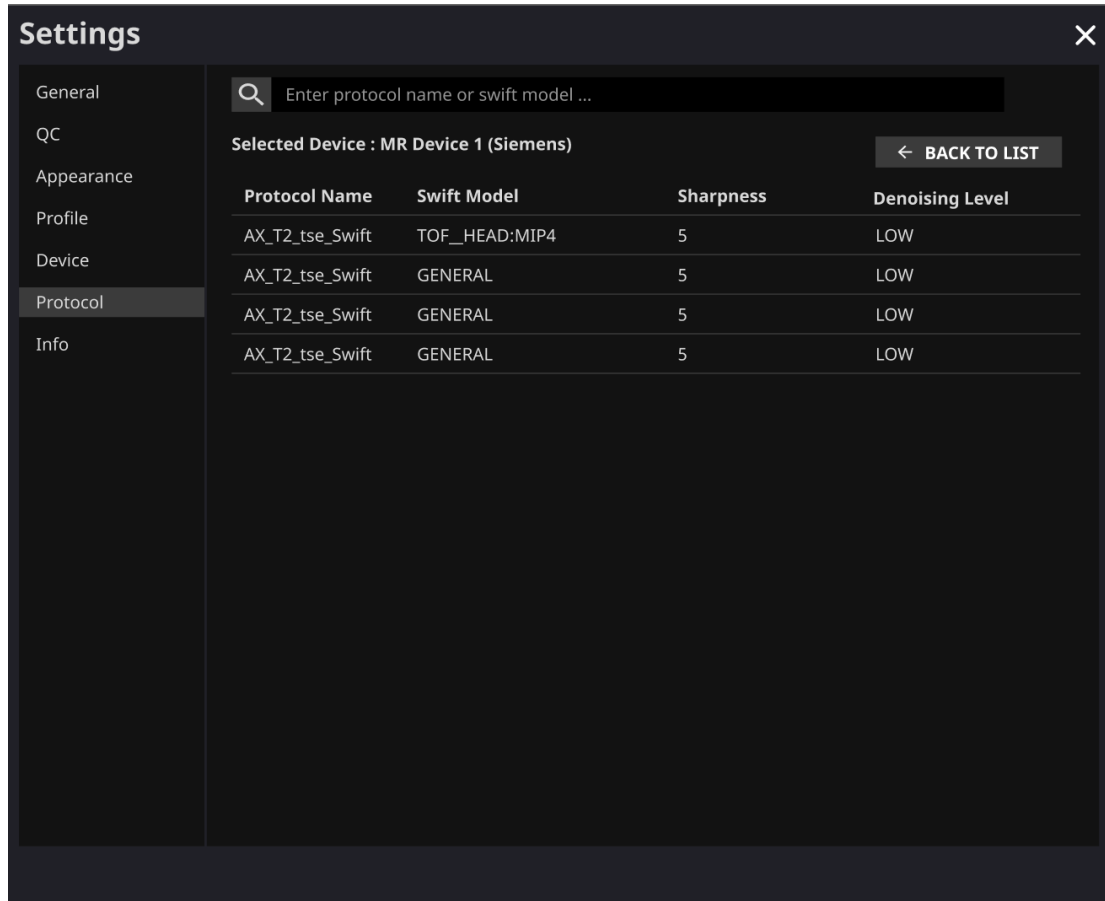 Settings
General
QC
Appearance
Profile
Device
Protocol
Info
Enter protocol name or swift model ...
Selected Device : MR Device 1 (Siemens)
← BACK TO LIST
Protocol Name Swift Model Sharpness Denoising Level
AX_T2_tse_Swift TOF__HEAD:MIP4 5 LOW
AX_T2_tse_Swift GENERAL 5 LOW
AX_T2_tse_Swift GENERAL 5 LOW
AX_T2_tse_Swift GENERAL 5 LOW